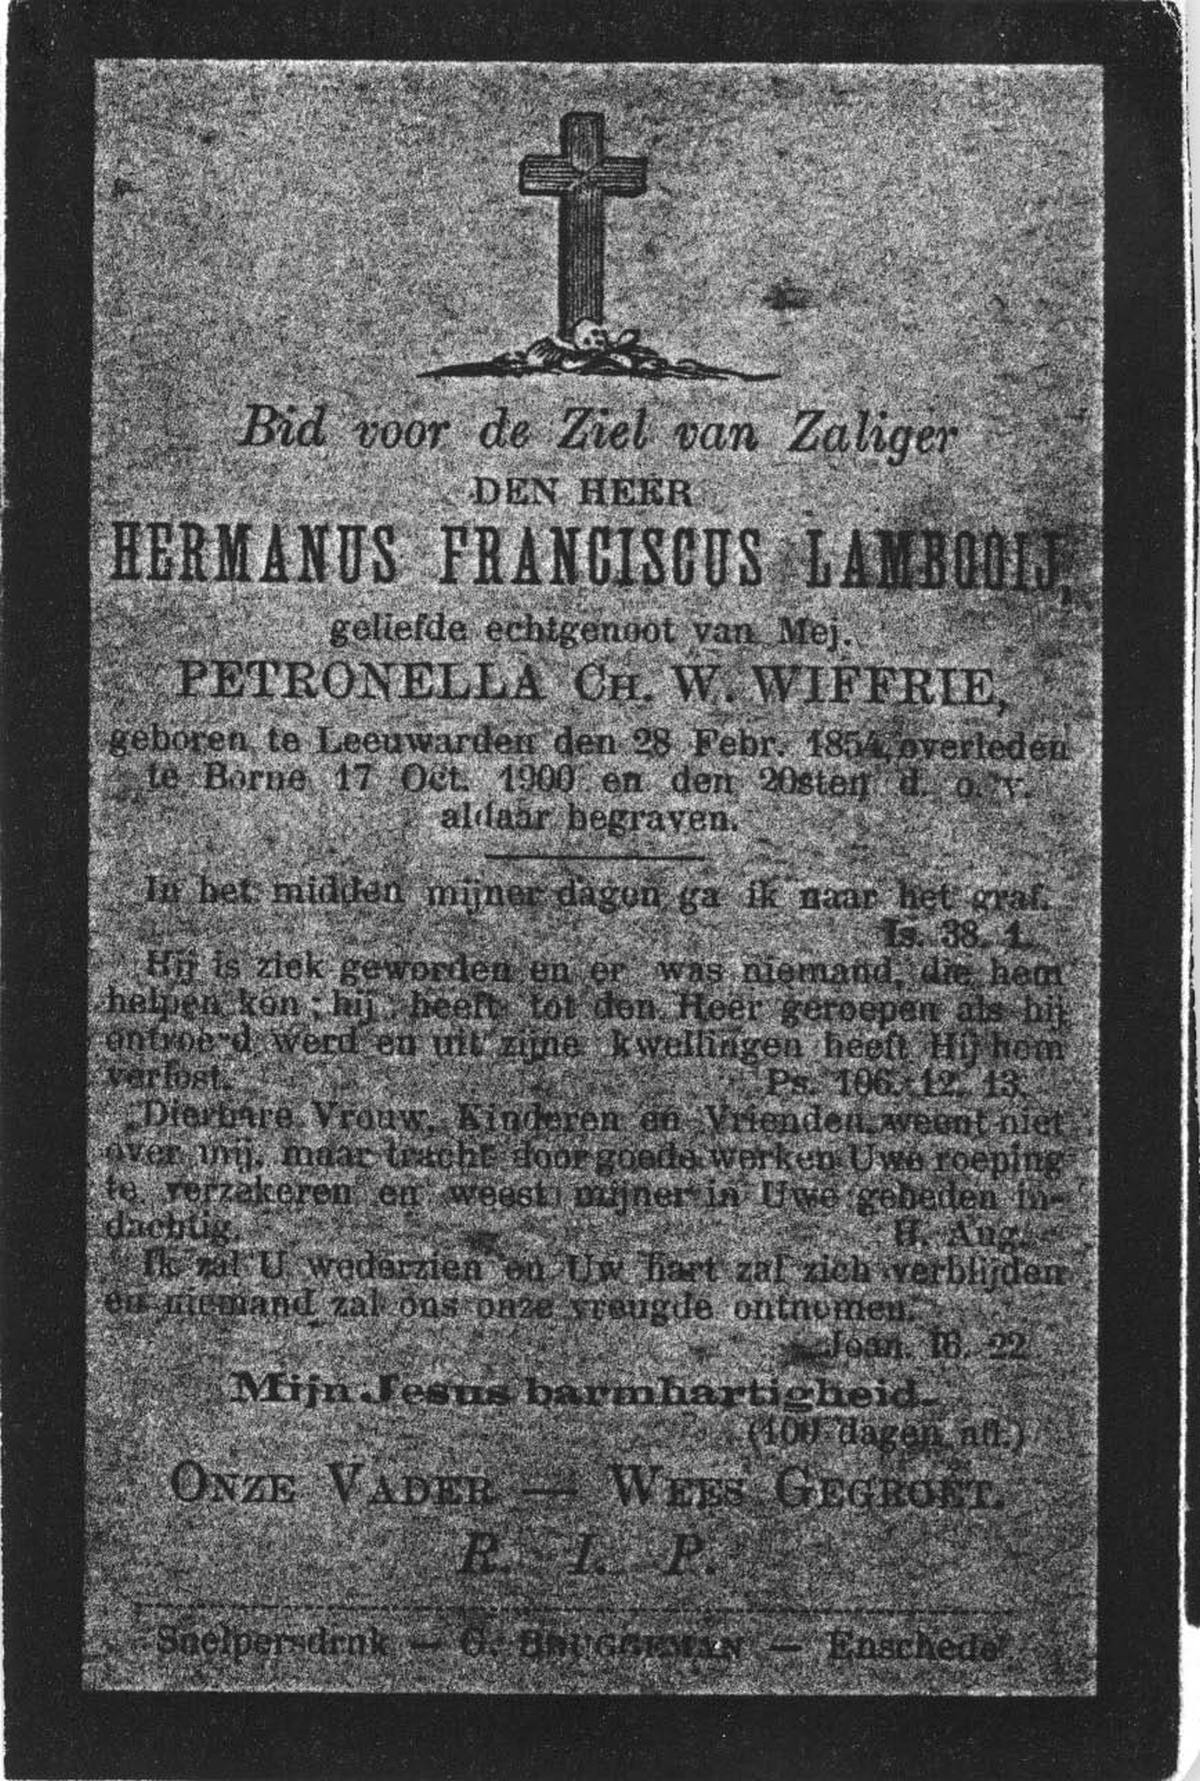 Bid voor de Ziel van Zaliger
DEN HEER
HERMANUS FRANCISCUS LAMBOOIJ,
geliefde echtgenoot van Mej.
PETRONELLA CH. W. WIFFRIE,
geboren te Leeuwarden den 28 Febr. 1854, overleden
te Borne 17 Oct. 1900 en den 20sten d. o. v.
aldaar begraven.
In het midden mijner dagen ga ik naar het graf.
Is. 38. 1.
Hij is ziek geworden en er was niemand, die hem
helpen kon; hij heeft tot den Heer geroepen als hij
ontroerd werd en uit zijne kwellingen heeft Hij hem
verlost. Ps. 106. 12. 13.
„Dierbare Vrouw, Kinderen en Vrienden, weent niet
over mij, maar tracht door goede werken Uwe roeping
te verzekeren en weest mijner in Uwe gebeden in-
dachtig. H. Aug.
Ik zal U wederzien en Uw hart zal zich verblijden
en niemand zal ons onze vreugde ontnemen.
Joan. 16. 22
Mijn Jesus barmhartigheid.
(100 dagen afl.)
ONZE VADER — WEES GEGROET.
R. I. P.
Snelpersdruk — G. BRUGGEMAN — Enschede